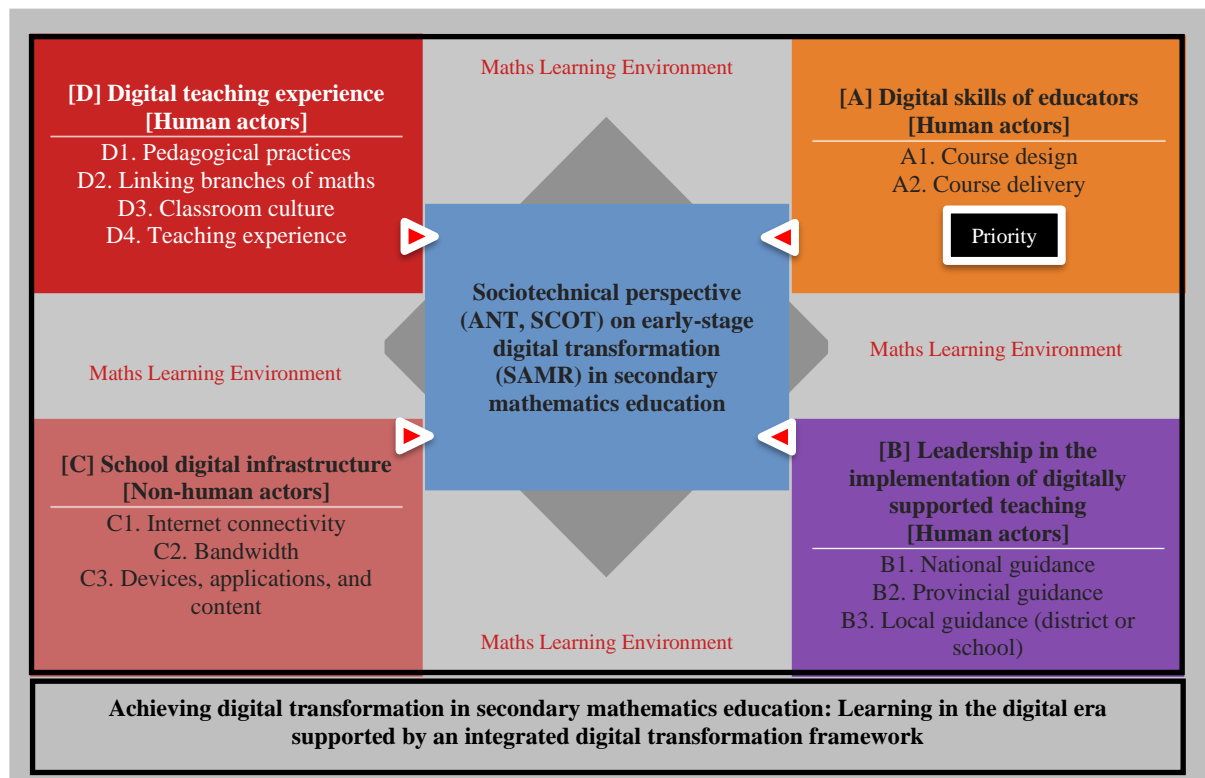 Maths Learning Environment
[D] Digital teaching experience
[Human actors]
D1. Pedagogical practices
D2. Linking branches of maths
D3. Classroom culture
D4. Teaching experience
[A] Digital skills of educators
[Human actors]
A1. Course design
A2. Course delivery
Priority
Sociotechnical perspective
(ANT, SCOT) on early-stage
digital transformation
(SAMR) in secondary
mathematics education
Maths Learning Environment
Maths Learning Environment
[C] School digital infrastructure
[Non-human actors]
C1. Internet connectivity
C2. Bandwidth
C3. Devices, applications, and
content
[B] Leadership in the
implementation of digitally
supported teaching
[Human actors]
B1. National guidance
B2. Provincial guidance
B3. Local guidance (district or
school)
Maths Learning Environment
Achieving digital transformation in secondary mathematics education: Learning in the digital era
supported by an integrated digital transformation framework